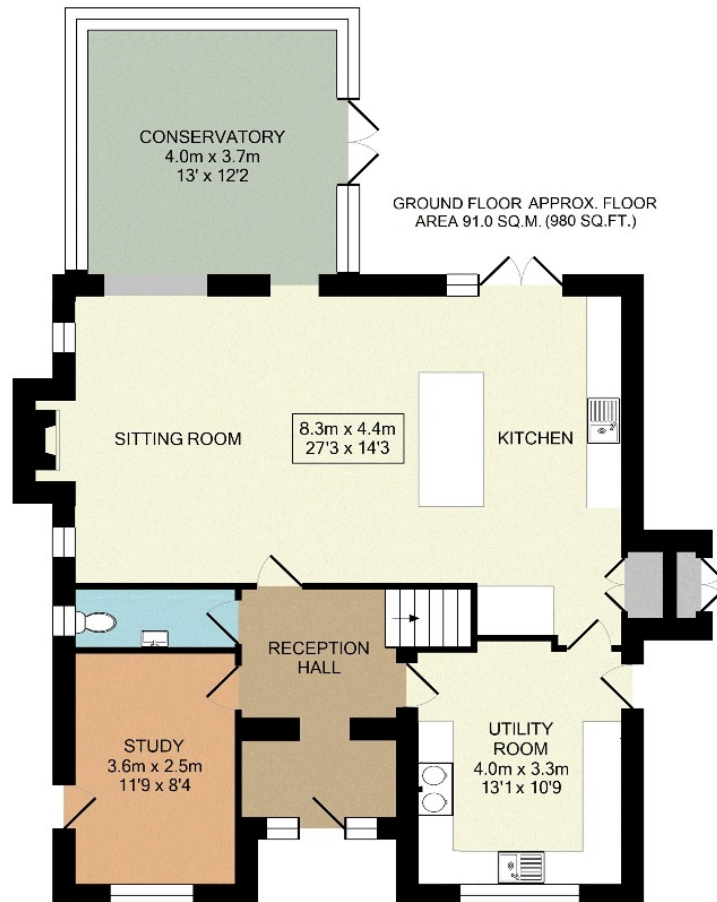 CONSERVATORY
4.0m x 3.7m
13' x 12'2
GROUND FLOOR APPROX. FLOOR
AREA 91.0 SQ.M. (980 SQ.FT.)
SITTING ROOM
8.3m x 4.4m
27'3 x 14'3
KITCHEN
RECEPTION
HALL
STUDY
3.6m x 2.5m
11'9 x 8'4
UTILITY
ROOM
4.0m x 3.3m
13'1 x 10'9